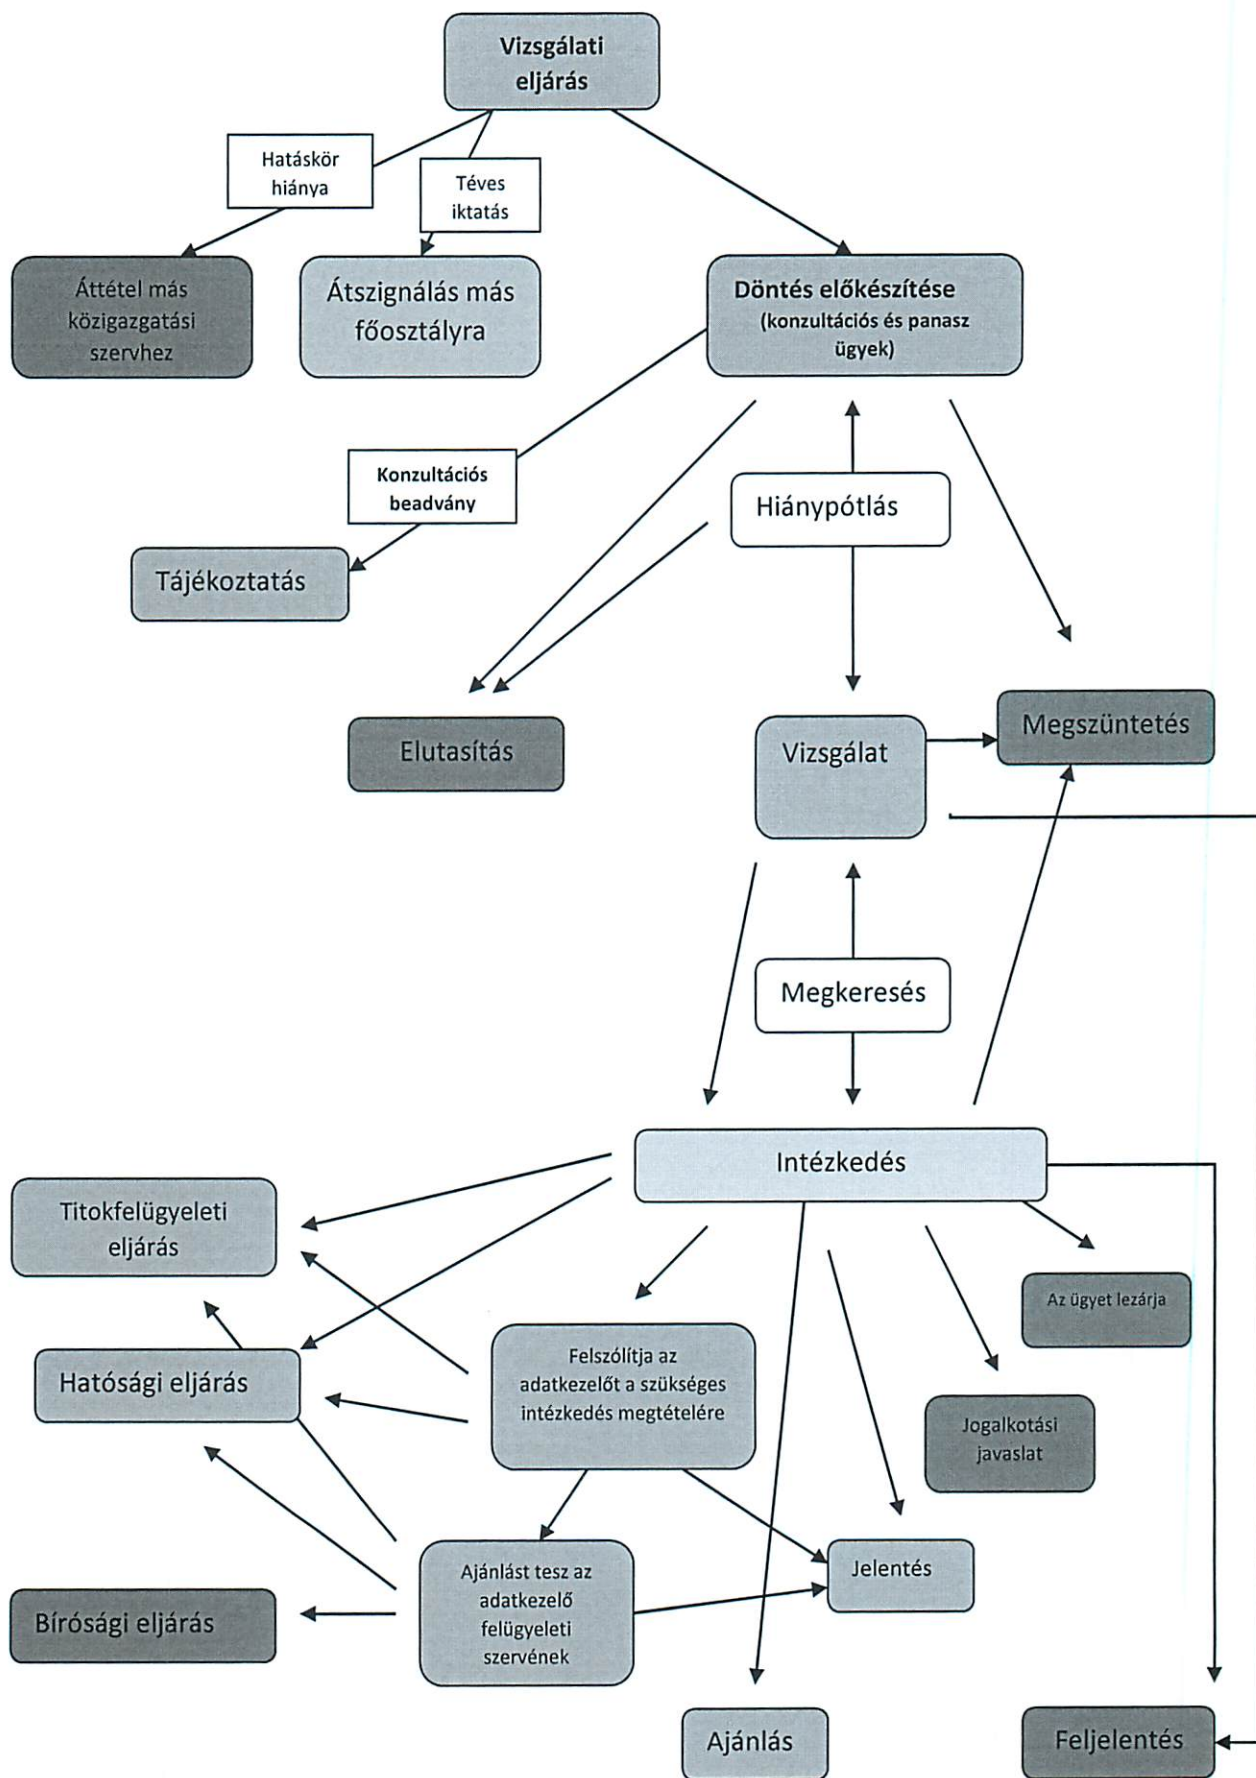 Vizsgálati
eljárás
Hatáskör
hiánya
Téves
iktatás
Áttétel más
közigazgatási
szervhez
Átszignálás más
főosztályra
Döntés előkészítése
(konzultációs és panasz
ügyek)
Konzultációs
beadvány
Hiánypótlás
Tájékoztatás
Elutasítás
Vizsgálat
Megszüntetés
Megkeresés
Intézkedés
Titokfelügyeleti
eljárás
Az ügyet lezárja
Hatósági eljárás
Felszólítja az
adatkezelőt a szükséges
intézkedés megtételére
Jogalkotási
javaslat
Ajánlást tesz az
adatkezelő
felügyeleti
szervének
Jelentés
Bírósági eljárás
Ajánlás
Feljelentés